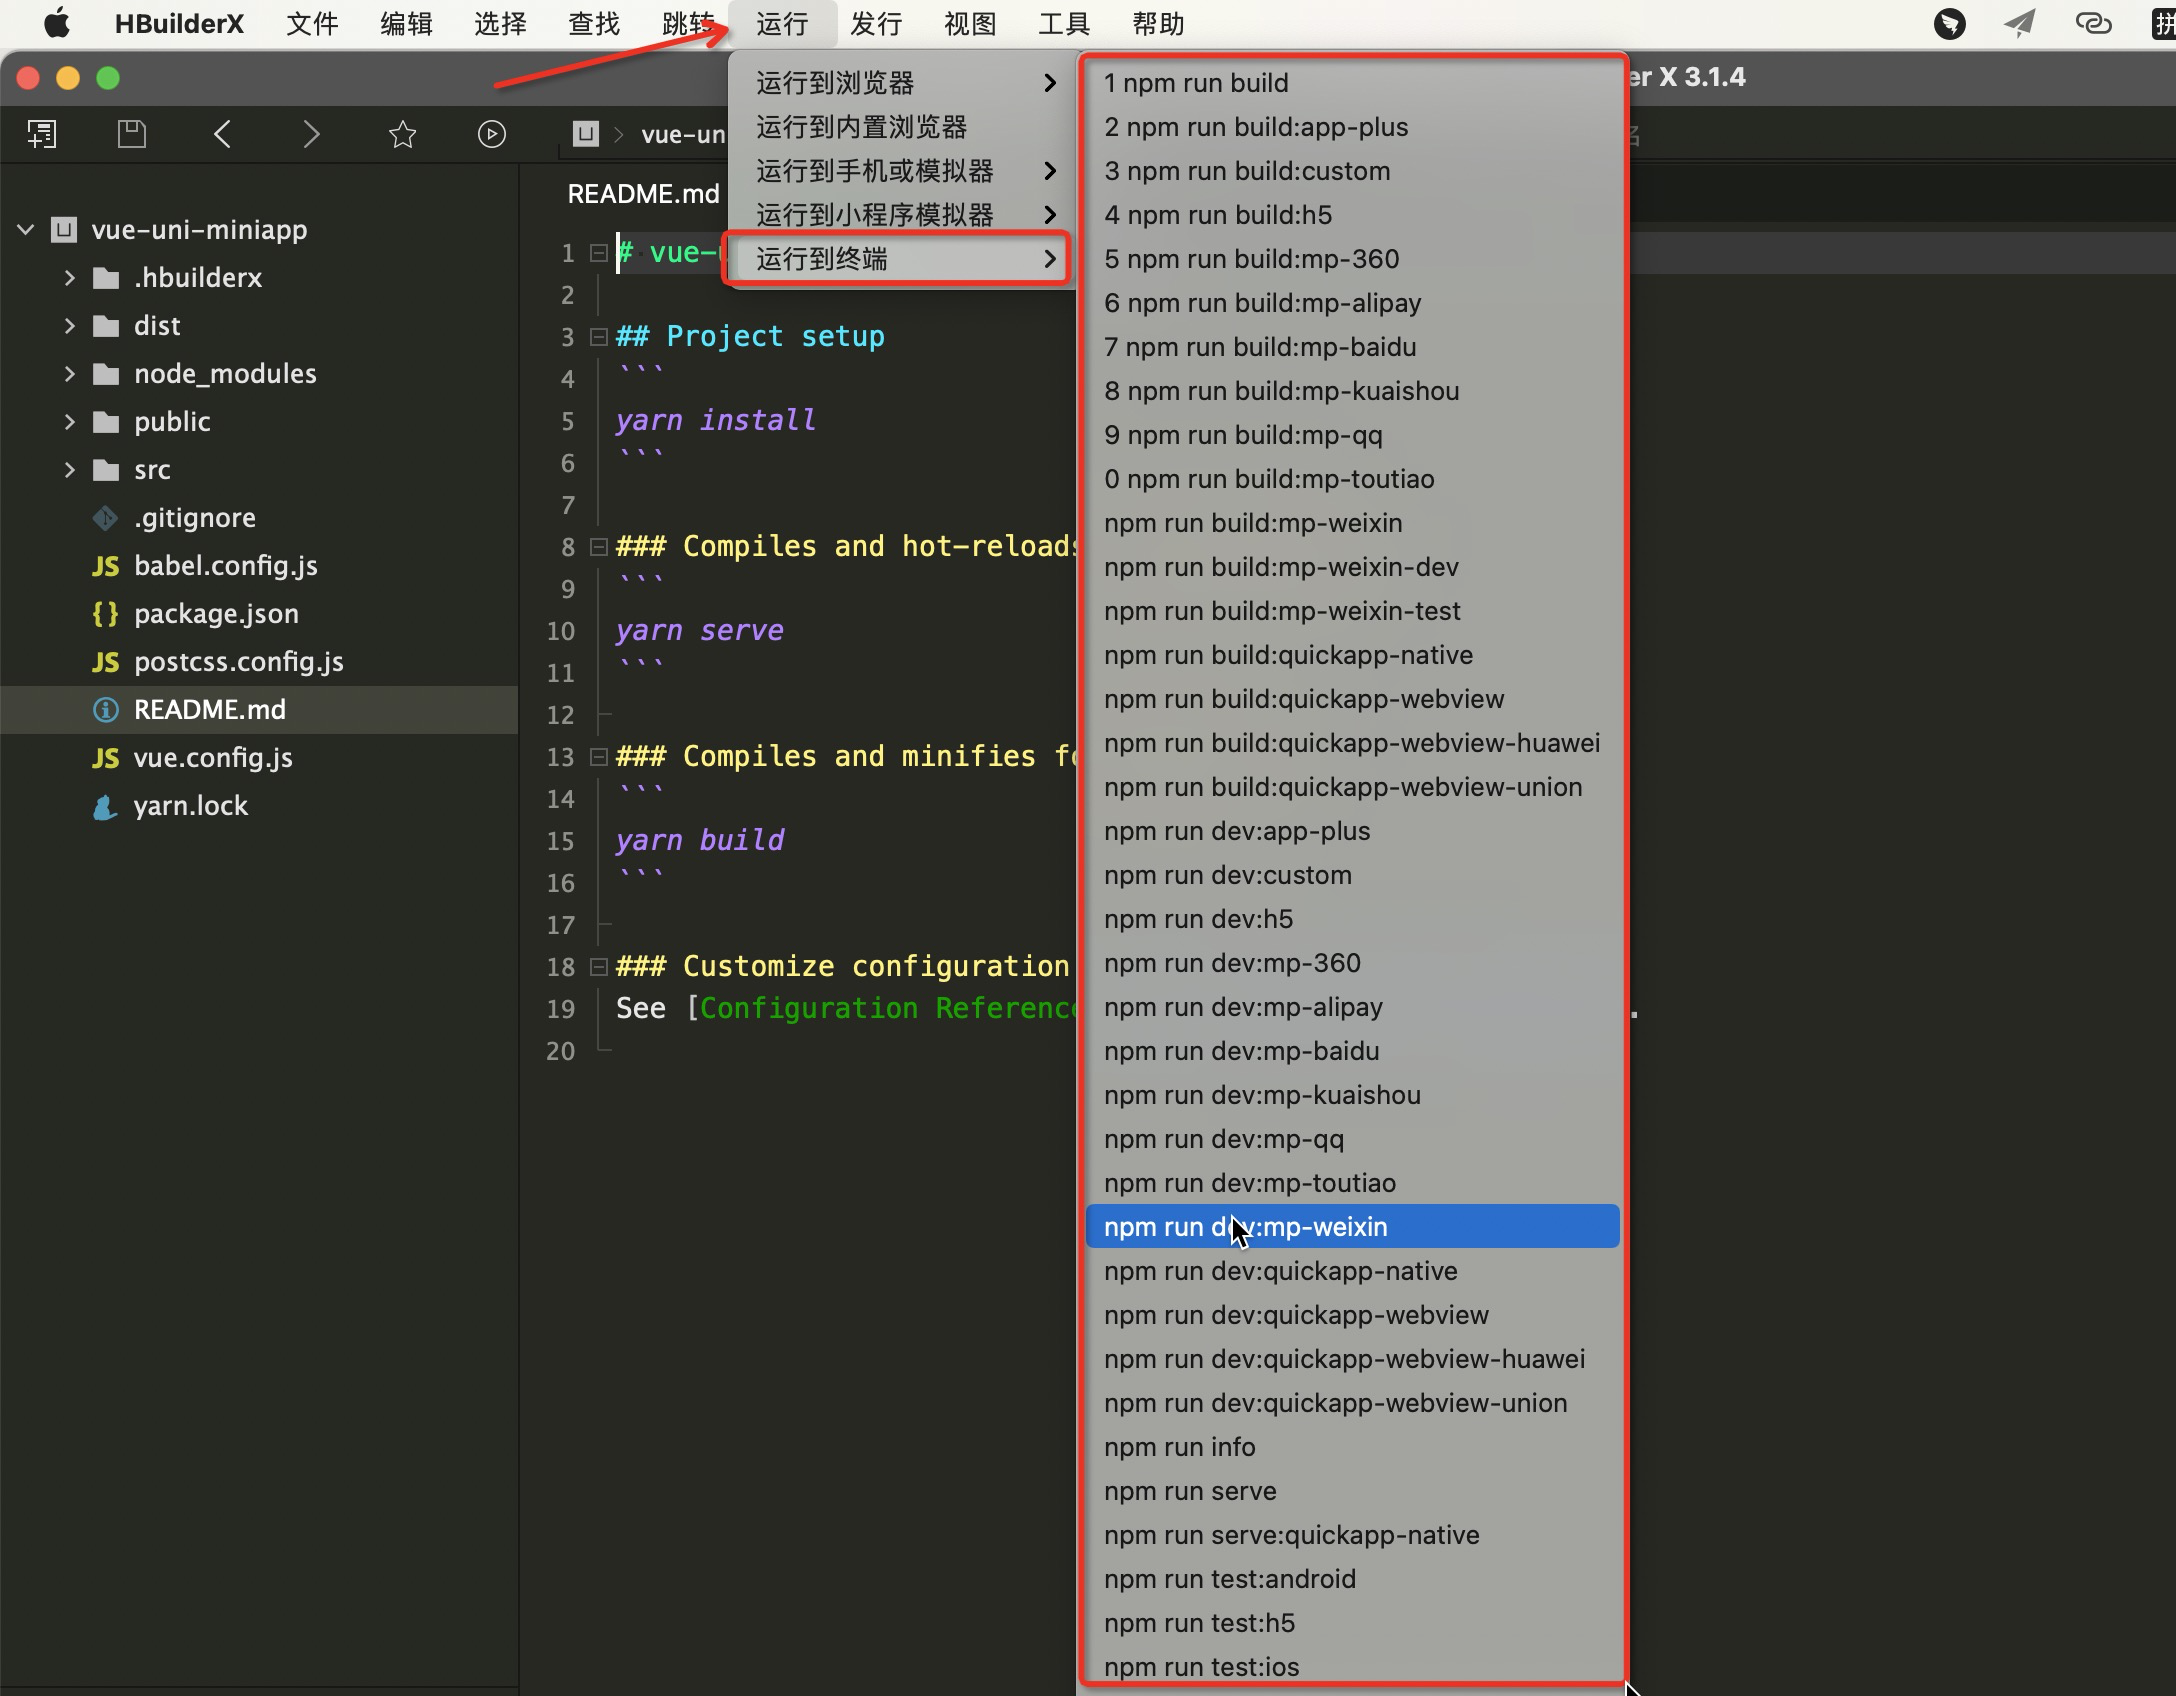 HBuilderX 文件 编辑 选择 查找 跳转 运行 发行 视图 工具 帮助 拼
er X 3.1.4
vue-un
README.md
vue-uni-miniapp
.hbuilderx
dist
node_modules
public
src
.gitignore
JS babel.config.js
{ } package.json
JS postcss.config.js
README.md
JS vue.config.js
yarn.lock
1 # vue-u
2
3 ## Project setup
4 ```
5 yarn install
6 ```
7
8 ### Compiles and hot-reloads
9 ```
10 yarn serve
11 ```
12
13 ### Compiles and minifies fo
14 ```
15 yarn build
16 ```
17
18 ### Customize configuration
19 See [Configuration Reference .
20
运行到浏览器
运行到内置浏览器
运行到手机或模拟器
运行到小程序模拟器
运行到终端
1 npm run build
2 npm run build:app-plus
3 npm run build:custom
4 npm run build:h5
5 npm run build:mp-360
6 npm run build:mp-alipay
7 npm run build:mp-baidu
8 npm run build:mp-kuaishou
9 npm run build:mp-qq
0 npm run build:mp-toutiao
npm run build:mp-weixin
npm run build:mp-weixin-dev
npm run build:mp-weixin-test
npm run build:quickapp-native
npm run build:quickapp-webview
npm run build:quickapp-webview-huawei
npm run build:quickapp-webview-union
npm run dev:app-plus
npm run dev:custom
npm run dev:h5
npm run dev:mp-360
npm run dev:mp-alipay
npm run dev:mp-baidu
npm run dev:mp-kuaishou
npm run dev:mp-qq
npm run dev:mp-toutiao
npm run dev:mp-weixin
npm run dev:quickapp-native
npm run dev:quickapp-webview
npm run dev:quickapp-webview-huawei
npm run dev:quickapp-webview-union
npm run info
npm run serve
npm run serve:quickapp-native
npm run test:android
npm run test:h5
npm run test:ios